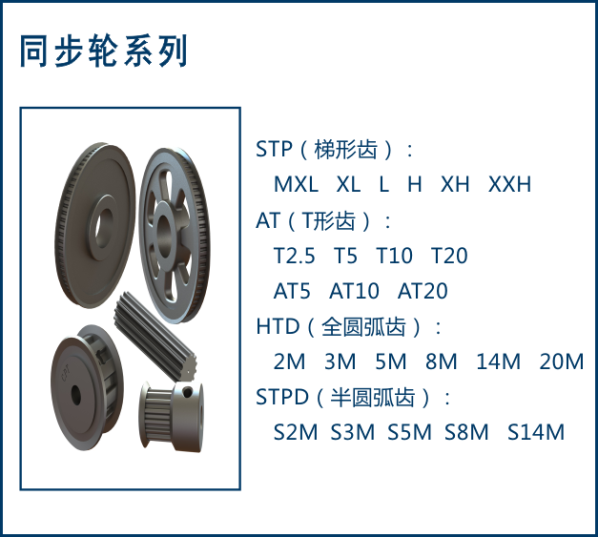 同步轮系列
STP（梯形齿）：
MXL XL L H XH XXH
AT（T形齿）：
T2.5 T5 T10 T20
AT5 AT10 AT20
HTD（全圆弧齿）：
2M 3M 5M 8M 14M 20M
STPD（半圆弧齿）：
S2M S3M S5M S8M S14M